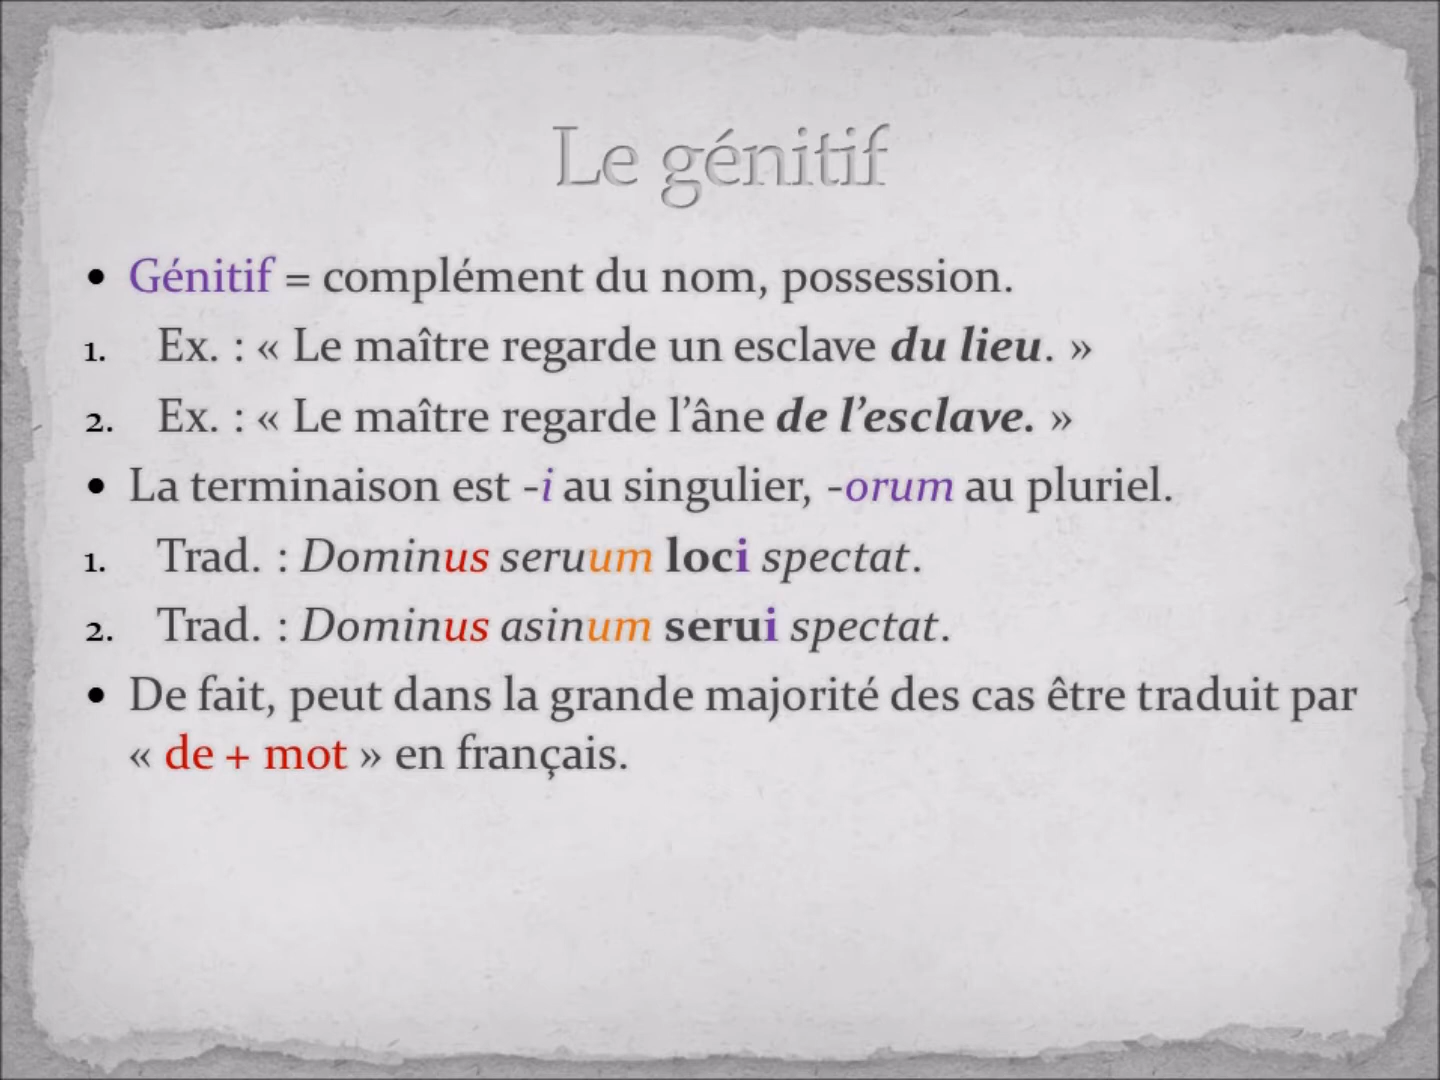 Le génitif
• Génitif = complément du nom, possession.
1. Ex. : « Le maître regarde un esclave du lieu. »
2. Ex. : « Le maître regarde l’âne de l’esclave. »
• La terminaison est -i au singulier, -orum au pluriel.
1. Trad. : Dominus seruum loci spectat.
2. Trad. : Dominus asinum serui spectat.
• De fait, peut dans la grande majorité des cas être traduit par
« de + mot » en français.